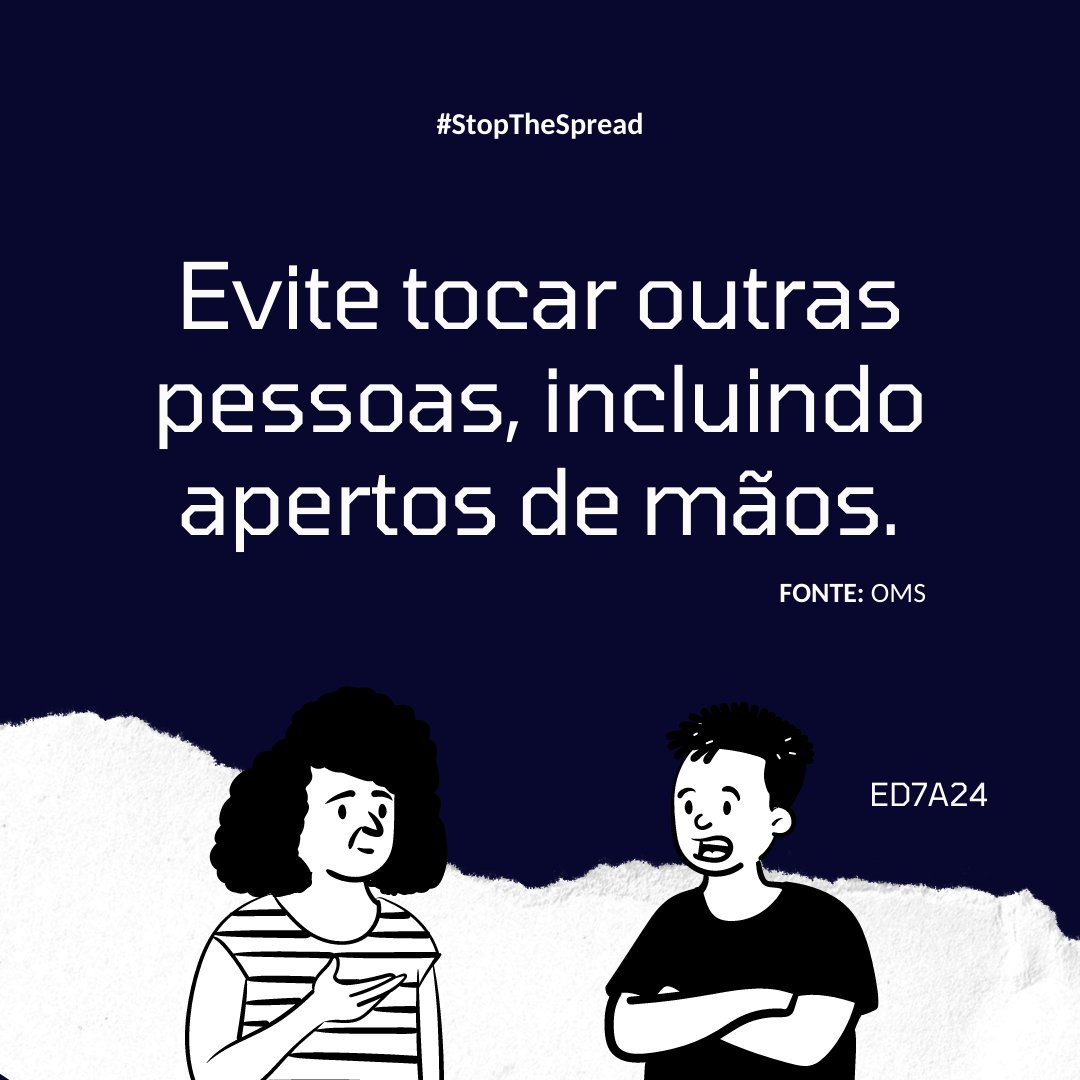 #StopTheSpread
Evite tocar outras
pessoas, incluindo
apertos de mãos.
FONTE: OMS
ED7A24